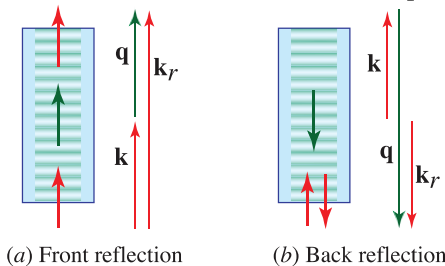 q
k_r
k
(a) Front reflection
k
q
k_r
(b) Back reflection